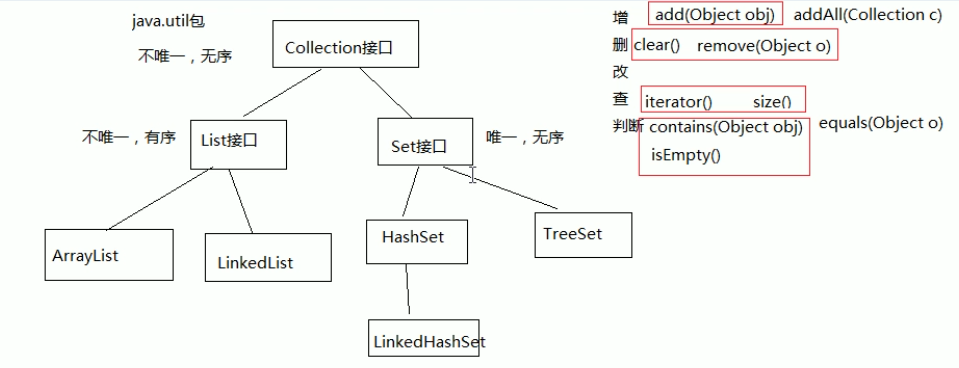 java.util包
不唯一，无序
Collection接口
不唯一，有序
List接口
Set接口
唯一，无序
ArrayList
LinkedList
HashSet
TreeSet
LinkedHashSet
增 add(Object obj) addAll(Collection c)
删 clear() remove(Object o)
改
查 iterator() size()
判断 contains(Object obj) equals(Object o)
isEmpty()